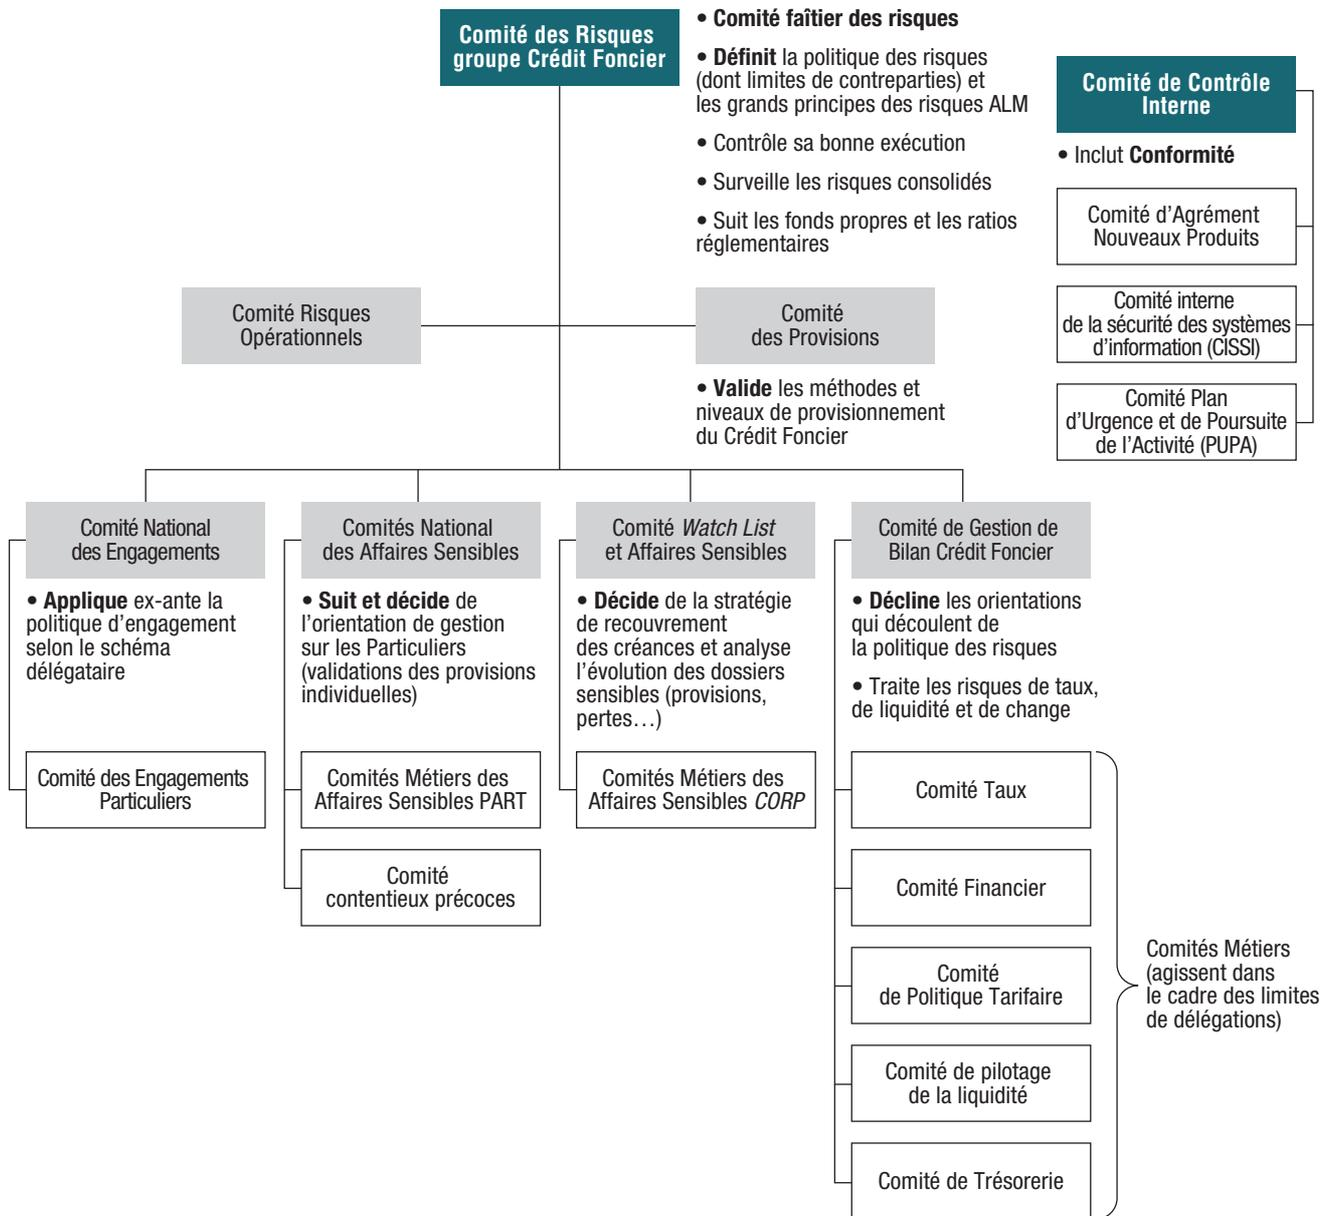 Comité des Risques
groupe Crédit Foncier
• Comité faîtier des risques
• Définit la politique des risques
(dont limites de contreparties) et
les grands principes des risques ALM
• Contrôle sa bonne exécution
• Surveille les risques consolidés
• Suit les fonds propres et les ratios
réglementaires
Comité de Contrôle
Interne
• Inclut Conformité
Comité d'Agrément
Nouveaux Produits
Comité interne
de la sécurité des systèmes
d'information (CISSI)
Comité Plan
d'Urgence et de Poursuite
de l'Activité (PUPA)
Comité Risques
Opérationnels
Comité
des Provisions
• Valide les méthodes et
niveaux de provisionnement
du Crédit Foncier
Comité National
des Engagements
• Applique ex-ante la
politique d'engagement
selon le schéma
délégataire
Comité des Engagements
Particuliers
Comités National
des Affaires Sensibles
• Suit et décide de
l'orientation de gestion
sur les Particuliers
(validations des provisions
individuelles)
Comités Métiers des
Affaires Sensibles PART
Comité
contentieux précoces
Comité Watch List
et Affaires Sensibles
• Décide de la stratégie
de recouvrement
des créances et analyse
l'évolution des dossiers
sensibles (provisions,
pertes…)
Comités Métiers des
Affaires Sensibles CORP
Comité de Gestion de
Bilan Crédit Foncier
• Décline les orientations
qui découlent de
la politique des risques
• Traite les risques de taux,
de liquidité et de change
Comité Taux
Comité Financier
Comité
de Politique Tarifaire
Comité de pilotage
de la liquidité
Comité de Trésorerie
Comités Métiers
(agissent dans
le cadre des limites
de délégations)